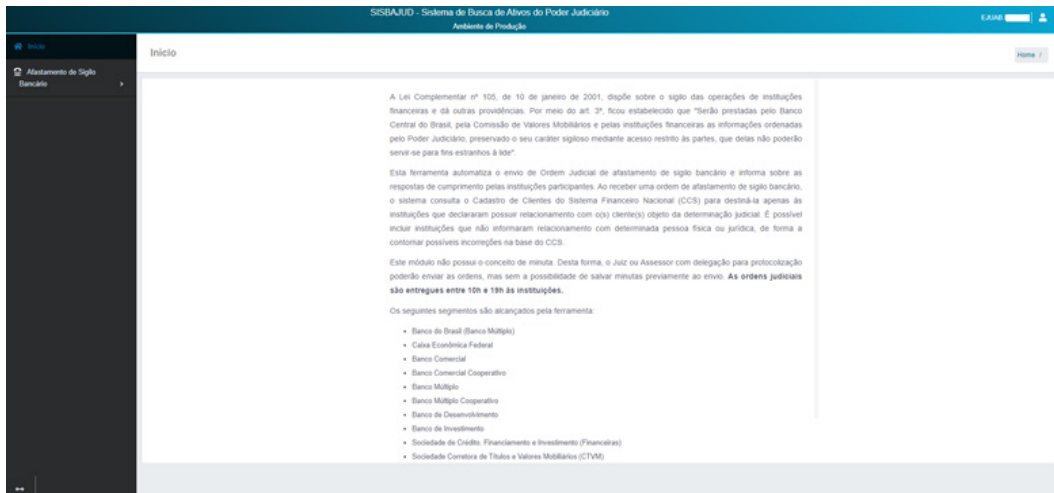 SISBAJUD - Sistema de Busca de Ativos do Poder Judiciário
Ambiente de Produção
EJUAB
Início
Afastamento de Sigilo
Bancário
Início
Home /
A Lei Complementar nº 105, de 10 de janeiro de 2001, dispõe sobre o sigilo das operações de instituições
financeiras e dá outras providências. Por meio do art. 3º, ficou estabelecido que "Serão prestadas pelo Banco
Central do Brasil, pela Comissão de Valores Mobiliários e pelas instituições financeiras as informações ordenadas
pelo Poder Judiciário, preservado o seu caráter sigiloso mediante acesso restrito às partes, que delas não poderão
servir-se para fins estranhos à lide".
Esta ferramenta automatiza o envio de Ordem Judicial de afastamento de sigilo bancário e informa sobre as
respostas de cumprimento pelas instituições participantes. Ao receber uma ordem de afastamento de sigilo bancário,
o sistema consulta o Cadastro de Clientes do Sistema Financeiro Nacional (CCS) para destiná-la apenas às
instituições que declararam possuir relacionamento com o(s) cliente(s) objeto da determinação judicial. É possível
incluir instituições que não informaram relacionamento com determinada pessoa física ou jurídica, de forma a
contornar possíveis incorreções na base do CCS.
Este módulo não possui o conceito de minuta. Desta forma, o Juiz ou Assessor com delegação para protocolização
poderão enviar as ordens, mas sem a possibilidade de salvar minutas previamente ao envio. As ordens judiciais
são entregues entre 10h e 19h às instituições.
Os seguintes segmentos são alcançados pela ferramenta:
• Banco do Brasil (Banco Múltiplo)
• Caixa Econômica Federal
• Banco Comercial
• Banco Comercial Cooperativo
• Banco Múltiplo
• Banco Múltiplo Cooperativo
• Banco de Desenvolvimento
• Banco de Investimento
• Sociedade de Crédito, Financiamento e Investimento (Financeiras)
• Sociedade Corretora de Títulos e Valores Mobiliários (CTVM)